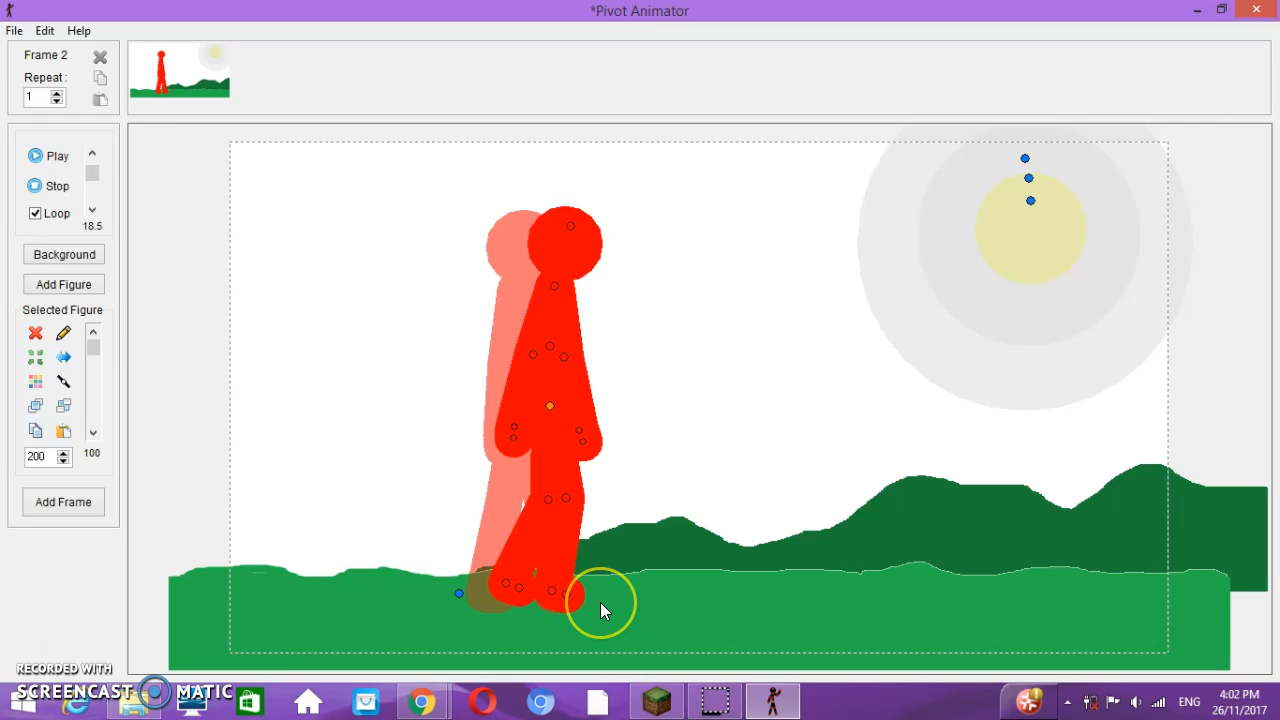 *Pivot Animator
File Edit Help
Frame 2
Repeat:
1
Play
Stop
Loop
18.5
Background
Add Figure
Selected Figure
200
100
Add Frame
RECORDED WITH
SCREENCAST MATIC
ENG
4:02 PM
26/11/2017